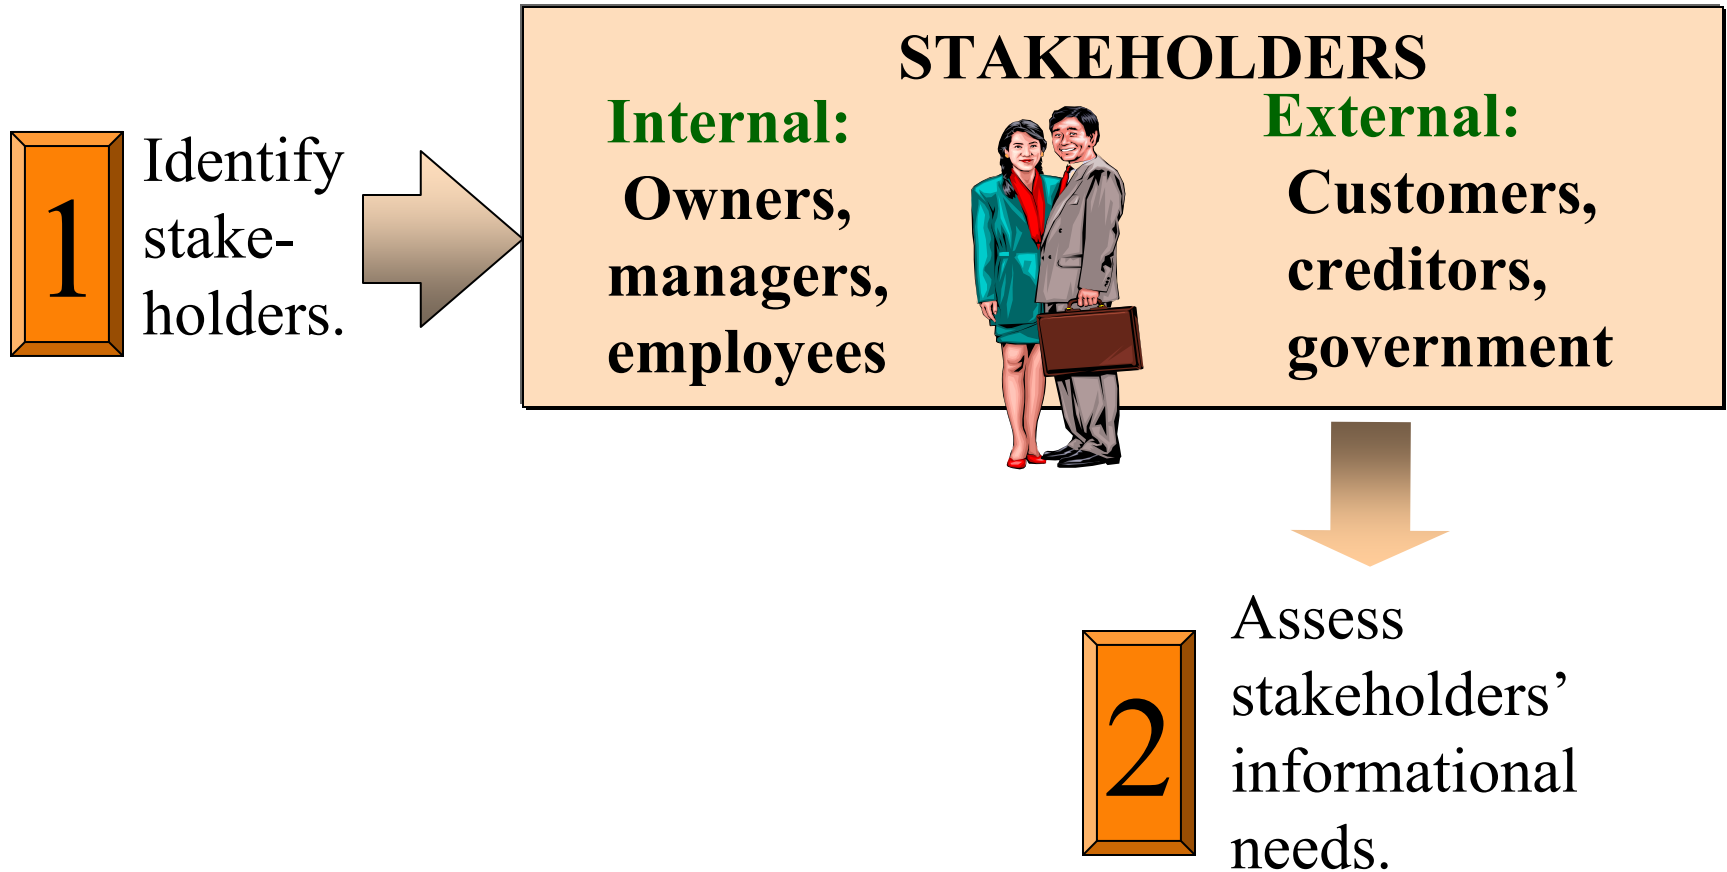 1
Identify
stake-
holders.
STAKEHOLDERS
Internal:
Owners,
managers,
employees
External:
Customers,
creditors,
government
2
Assess
stakeholders’
informational
needs.